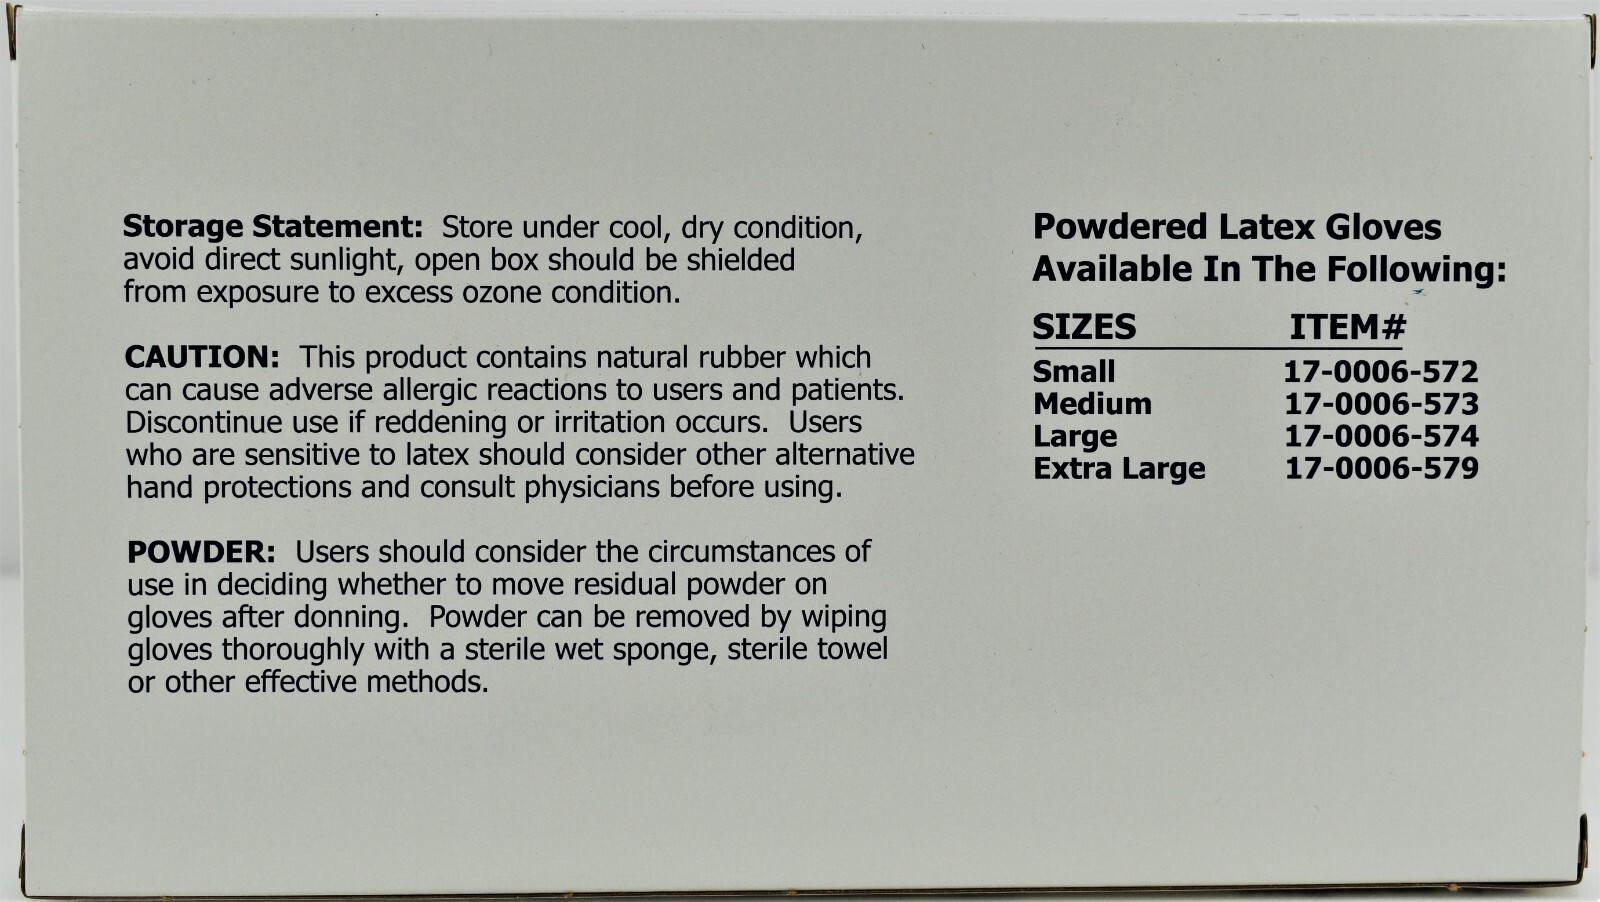 Storage Statement: Store under cool, dry condition,
avoid direct sunlight, open box should be shielded
from exposure to excess ozone condition.
CAUTION: This product contains natural rubber which
can cause adverse allergic reactions to users and patients.
Discontinue use if reddening or irritation occurs. Users
who are sensitive to latex should consider other alternative
hand protections and consult physicians before using.
POWDER: Users should consider the circumstances of
use in deciding whether to move residual powder on
gloves after donning. Powder can be removed by wiping
gloves thoroughly with a sterile wet sponge, sterile towel
or other effective methods.
Powdered Latex Gloves
Available In The Following:
SIZES ITEM#
Small 17-0006-572
Medium 17-0006-573
Large 17-0006-574
Extra Large 17-0006-579